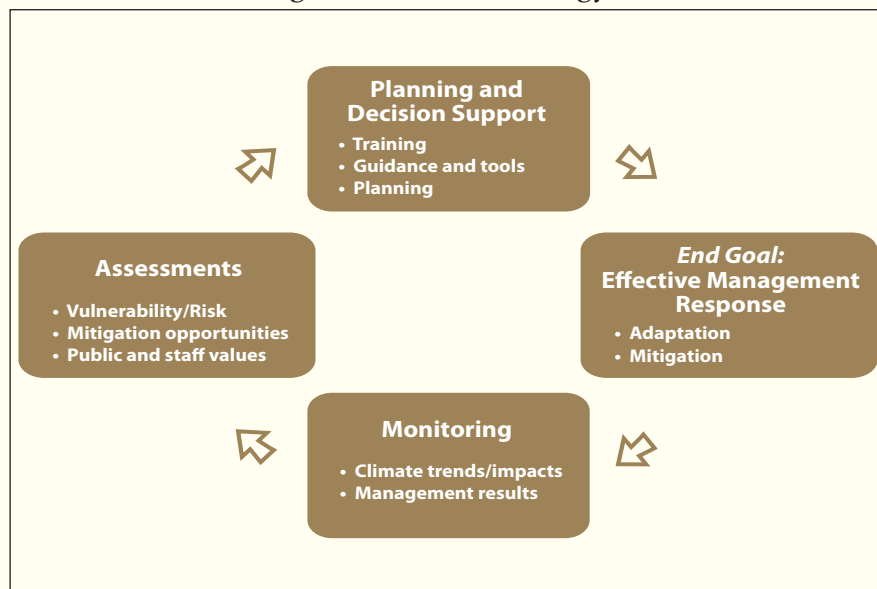 Planning and
Decision Support
• Training
• Guidance and tools
• Planning
Assessments
• Vulnerability/Risk
• Mitigation opportunities
• Public and staff values
End Goal:
Effective Management
Response
• Adaptation
• Mitigation
Monitoring
• Climate trends/impacts
• Management results